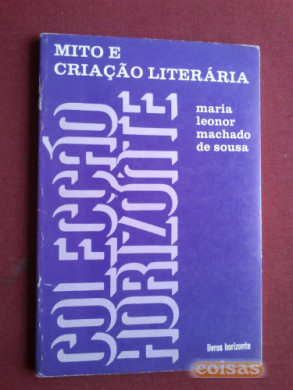 MITO E
CRIAÇÃO LITERÁRIA
maria
leonor
machado
de sousa
COLECÇÃO
HORIZONTE
livros horizonte
coisas